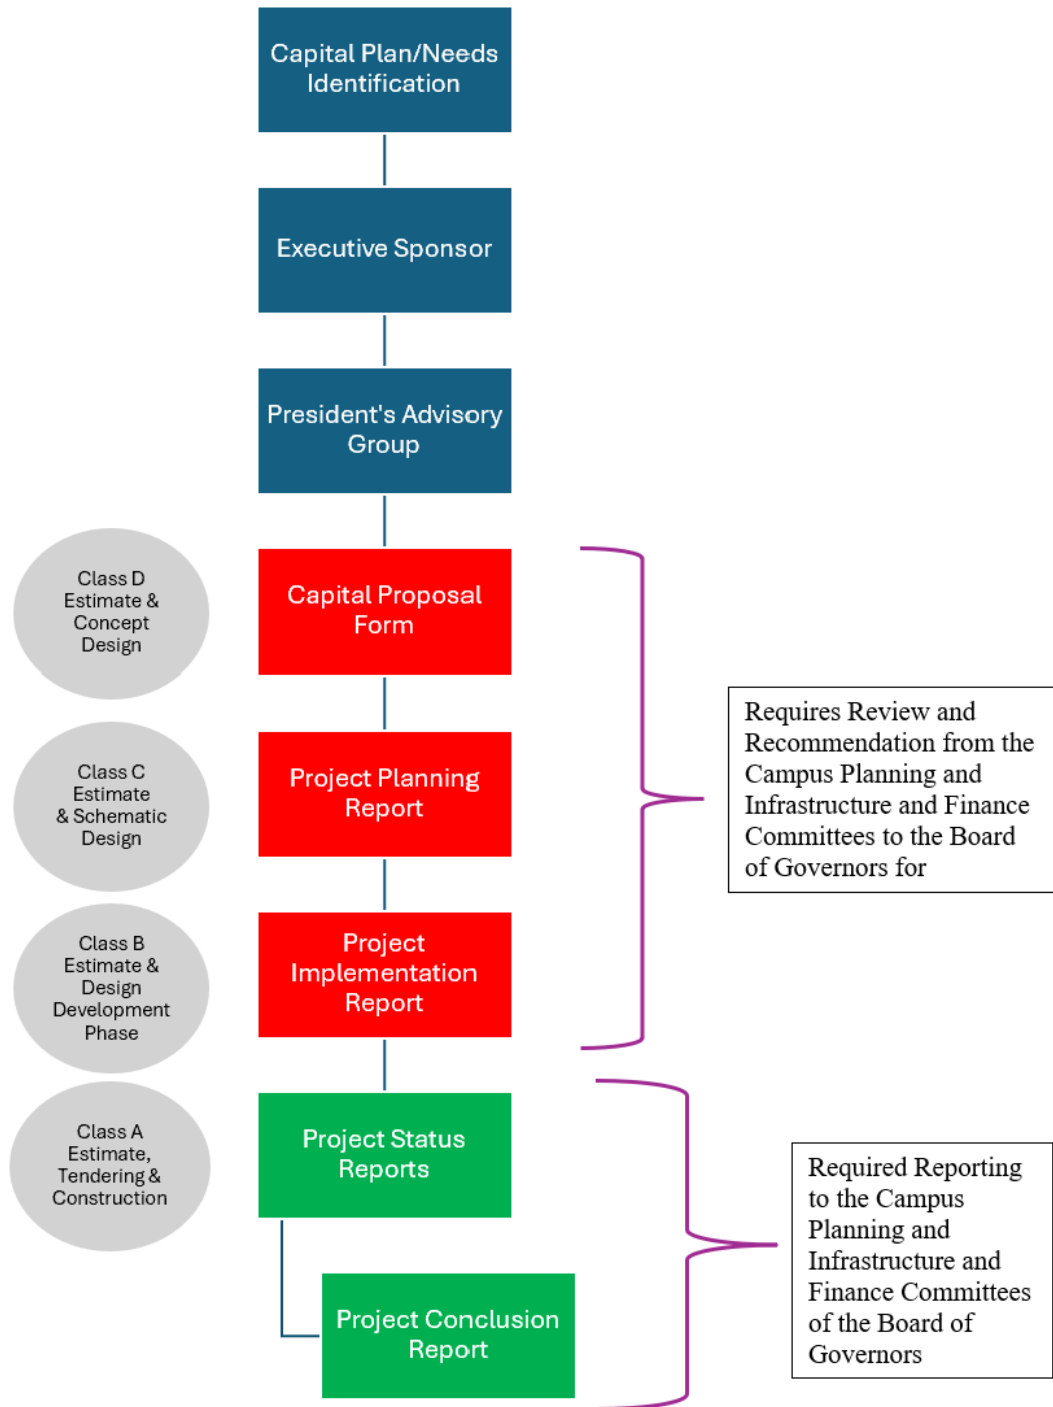 Capital Plan/Needs
Identification
Executive Sponsor
President's Advisory
Group
Class D
Estimate &
Concept
Design
Capital Proposal
Form
Class C
Estimate
& Schematic
Design
Project Planning
Report
Requires Review and
Recommendation from the
Campus Planning and
Infrastructure and Finance
Committees to the Board
of Governors for
Class B
Estimate &
Design
Development
Phase
Project
Implementation
Report
Class A
Estimate,
Tendering &
Construction
Project Status
Reports
Required Reporting
to the Campus
Planning and
Infrastructure and
Finance Committees
of the Board of
Governors
Project Conclusion
Report